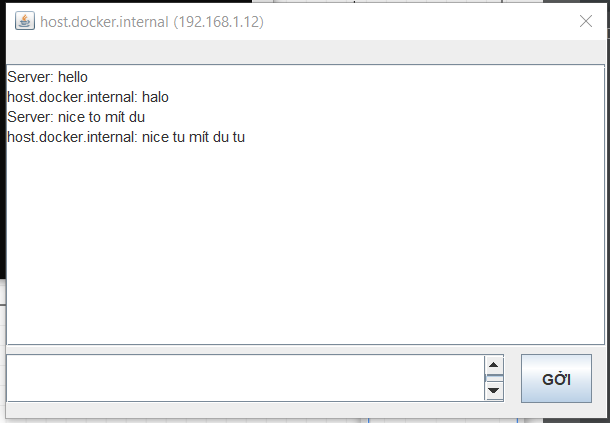 host.docker.internal (192.168.1.12)
Server: hello
host.docker.internal: halo
Server: nice to mít du
host.docker.internal: nice tu mít du tu
GỞI